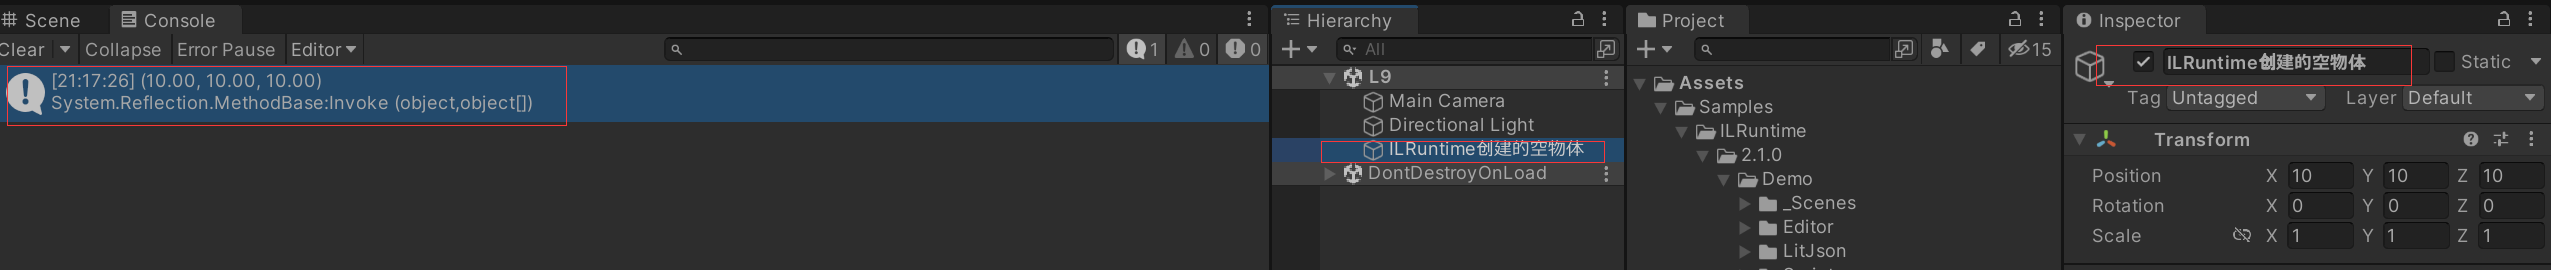 Scene
Console
Clear
Collapse
Error Pause
Editor
1
0
0
[21:17:26] (10.00, 10.00, 10.00)
System.Reflection.MethodBase:Invoke (object,object[])
Hierarchy
All
L9
Main Camera
Directional Light
ILRuntime创建的空物体
DontDestroyOnLoad
Project
15
Assets
Samples
ILRuntime
2.1.0
Demo
_Scenes
Editor
LitJson
Inspector
ILRuntime创建的空物体
Static
Tag Untagged Layer Default
Transform
Position X 10 Y 10 Z 10
Rotation X 0 Y 0 Z 0
Scale X 1 Y 1 Z 1